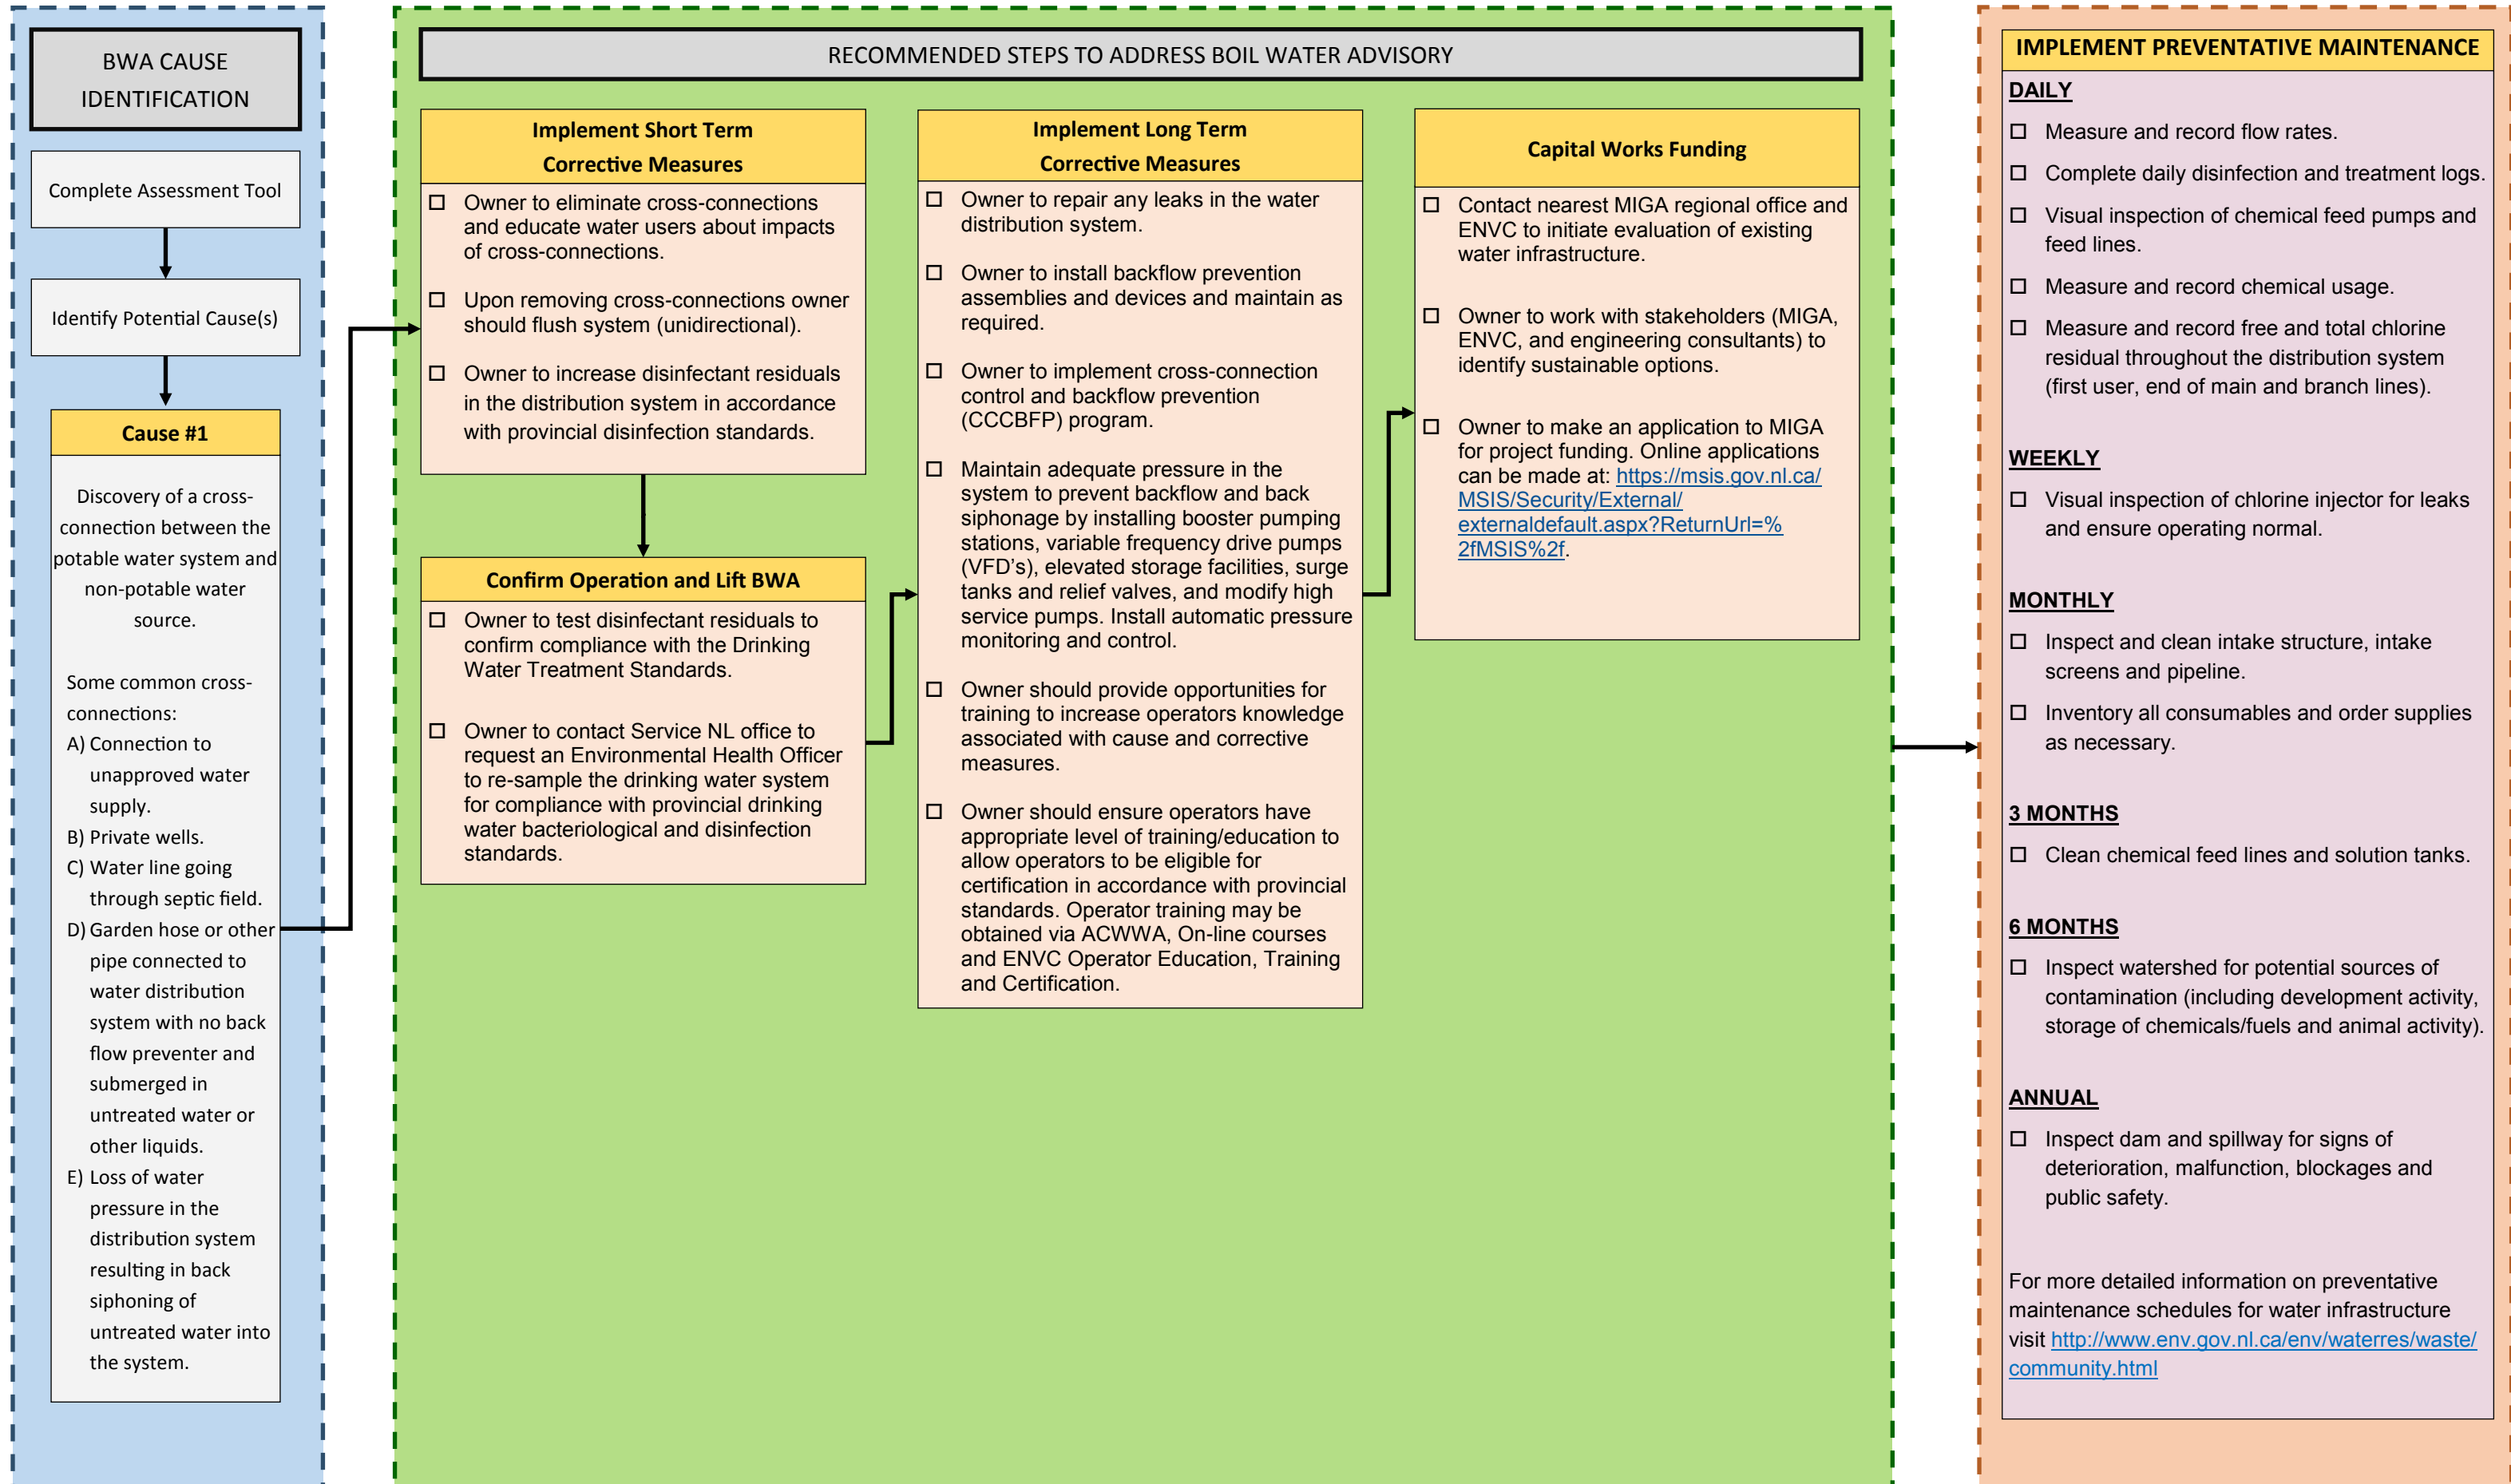 BWA CAUSE
IDENTIFICATION
Complete Assessment Tool
Identify Potential Cause(s)
Cause #1
Discovery of a cross-
connection between the
potable water system and
non-potable water
source.
Some common cross-
connections:
A) Connection to
unapproved water
supply.
B) Private wells.
C) Water line going
through septic field.
D) Garden hose or other
pipe connected to
water distribution
system with no back
flow preventer and
submerged in
untreated water or
other liquids.
E) Loss of water
pressure in the
distribution system
resulting in back
siphoning of
untreated water into
the system.
RECOMMENDED STEPS TO ADDRESS BOIL WATER ADVISORY
Implement Short Term
Corrective Measures
☐ Owner to eliminate cross-connections
and educate water users about impacts
of cross-connections.
☐ Upon removing cross-connections owner
should flush system (unidirectional).
☐ Owner to increase disinfectant residuals
in the distribution system in accordance
with provincial disinfection standards.
Confirm Operation and Lift BWA
☐ Owner to test disinfectant residuals to
confirm compliance with the Drinking
Water Treatment Standards.
☐ Owner to contact Service NL office to
request an Environmental Health Officer
to re-sample the drinking water system
for compliance with provincial drinking
water bacteriological and disinfection
standards.
Implement Long Term
Corrective Measures
☐ Owner to repair any leaks in the water
distribution system.
☐ Owner to install backflow prevention
assemblies and devices and maintain as
required.
☐ Owner to implement cross-connection
control and backflow prevention
(CCCBFP) program.
☐ Maintain adequate pressure in the
system to prevent backflow and back
siphonage by installing booster pumping
stations, variable frequency drive pumps
(VFD's), elevated storage facilities, surge
tanks and relief valves, and modify high
service pumps. Install automatic pressure
monitoring and control.
☐ Owner should provide opportunities for
training to increase operators knowledge
associated with cause and corrective
measures.
☐ Owner should ensure operators have
appropriate level of training/education to
allow operators to be eligible for
certification in accordance with provincial
standards. Operator training may be
obtained via ACWWA, On-line courses
and ENVC Operator Education, Training
and Certification.
Capital Works Funding
☐ Contact nearest MIGA regional office and
ENVC to initiate evaluation of existing
water infrastructure.
☐ Owner to work with stakeholders (MIGA,
ENVC, and engineering consultants) to
identify sustainable options.
☐ Owner to make an application to MIGA
for project funding. Online applications
can be made at: https://msis.gov.nl.ca/
MSIS/Security/External/
externaldefault.aspx?ReturnUrl=%
2fMSIS%2f.
IMPLEMENT PREVENTATIVE MAINTENANCE
DAILY
☐ Measure and record flow rates.
☐ Complete daily disinfection and treatment logs.
☐ Visual inspection of chemical feed pumps and
feed lines.
☐ Measure and record chemical usage.
☐ Measure and record free and total chlorine
residual throughout the distribution system
(first user, end of main and branch lines).
WEEKLY
☐ Visual inspection of chlorine injector for leaks
and ensure operating normal.
MONTHLY
☐ Inspect and clean intake structure, intake
screens and pipeline.
☐ Inventory all consumables and order supplies
as necessary.
3 MONTHS
☐ Clean chemical feed lines and solution tanks.
6 MONTHS
☐ Inspect watershed for potential sources of
contamination (including development activity,
storage of chemicals/fuels and animal activity).
ANNUAL
☐ Inspect dam and spillway for signs of
deterioration, malfunction, blockages and
public safety.
For more detailed information on preventative
maintenance schedules for water infrastructure
visit http://www.env.gov.nl.ca/env/waterres/waste/
community.html